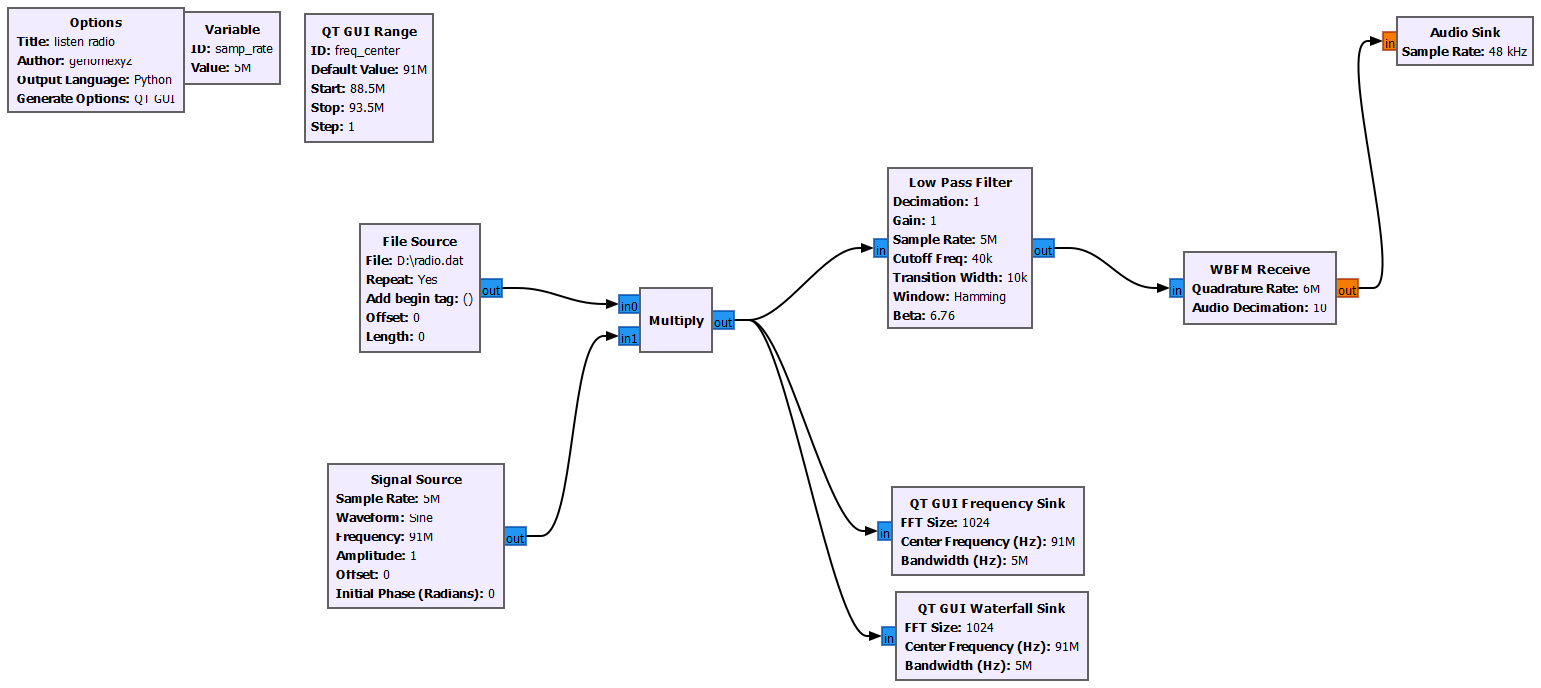 Options
Title: listen radio
Author: genomexyz
Output Language: Python
Generate Options: QT GUI
Variable
ID: samp_rate
Value: 5M
QT GUI Range
ID: freq_center
Default Value: 91M
Start: 88.5M
Stop: 93.5M
Step: 1
Audio Sink
Sample Rate: 48 kHz
in
File Source
File: D:\radio.dat
Repeat: Yes
Add begin tag: ()
Offset: 0
Length: 0
out
in0
in1
Multiply
out
Low Pass Filter
Decimation: 1
Gain: 1
Sample Rate: 5M
Cutoff Freq: 40k
Transition Width: 10k
Window: Hamming
Beta: 6.76
in
out
WBFM Receive
Quadrature Rate: 6M
Audio Decimation: 10
in
out
Signal Source
Sample Rate: 5M
Waveform: Sine
Frequency: 91M
Amplitude: 1
Offset: 0
Initial Phase (Radians): 0
out
QT GUI Frequency Sink
FFT Size: 1024
Center Frequency (Hz): 91M
Bandwidth (Hz): 5M
in
QT GUI Waterfall Sink
FFT Size: 1024
Center Frequency (Hz): 91M
Bandwidth (Hz): 5M
in